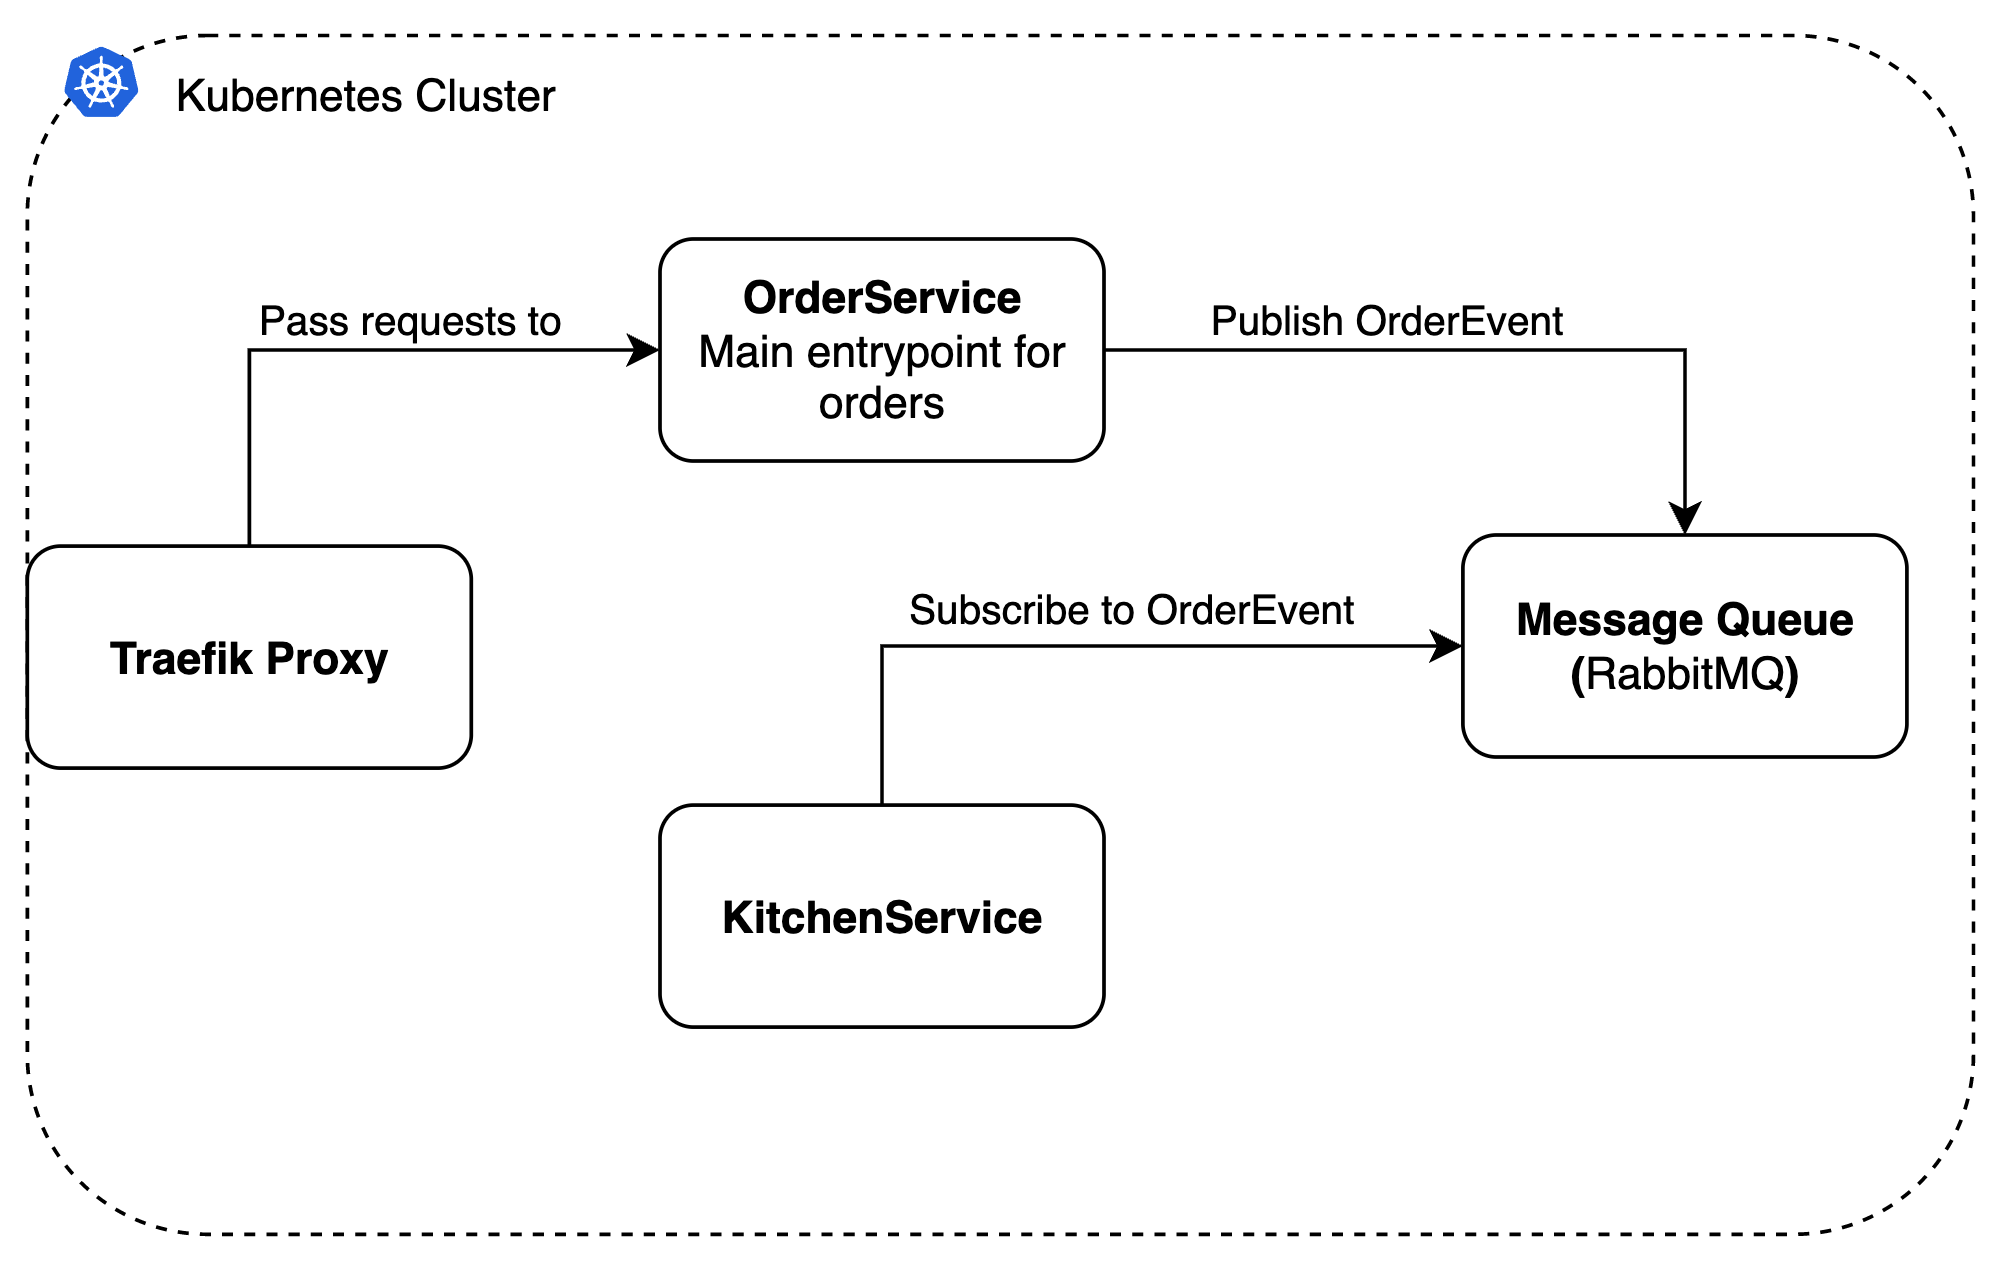 Kubernetes Cluster
Pass requests to
OrderService
Main entrypoint for
orders
Publish OrderEvent
Traefik Proxy
Subscribe to OrderEvent
Message Queue
(RabbitMQ)
KitchenService